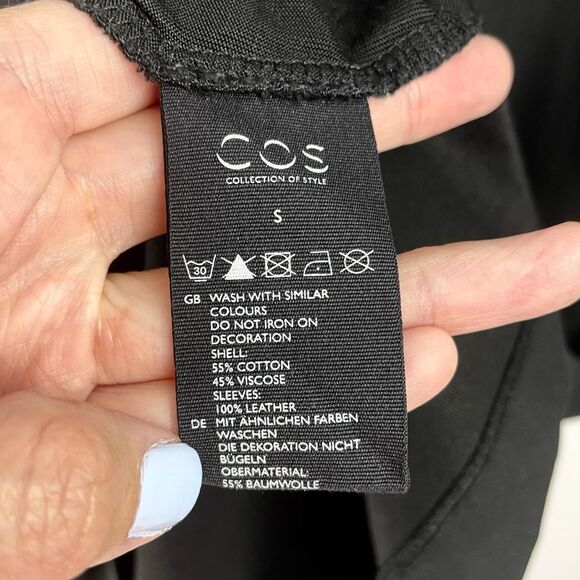 COS
COLLECTION OF STYLE
S
30
GB WASH WITH SIMILAR
COLOURS
DO NOT IRON ON
DECORATION
SHELL:
55% COTTON
45% VISCOSE
SLEEVES:
100% LEATHER
DE MIT ÄHNLICHEN FARBEN
WASCHEN
DIE DEKORATION NICHT
BÜGELN
OBERMATERIAL:
55% BAUMWOLLE